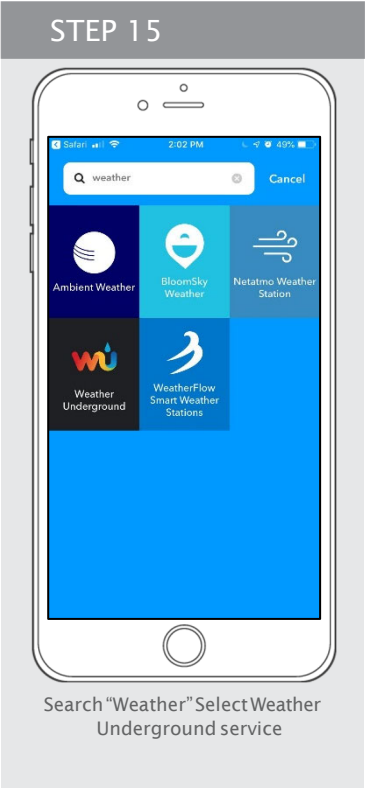 STEP 15
Safari 2:02 PM 49%
weather Cancel
Ambient Weather
BloomSky
Weather
Netatmo Weather
Station
wu
Weather
Underground
WeatherFlow
Smart Weather
Stations
Search “Weather” Select Weather
Underground service